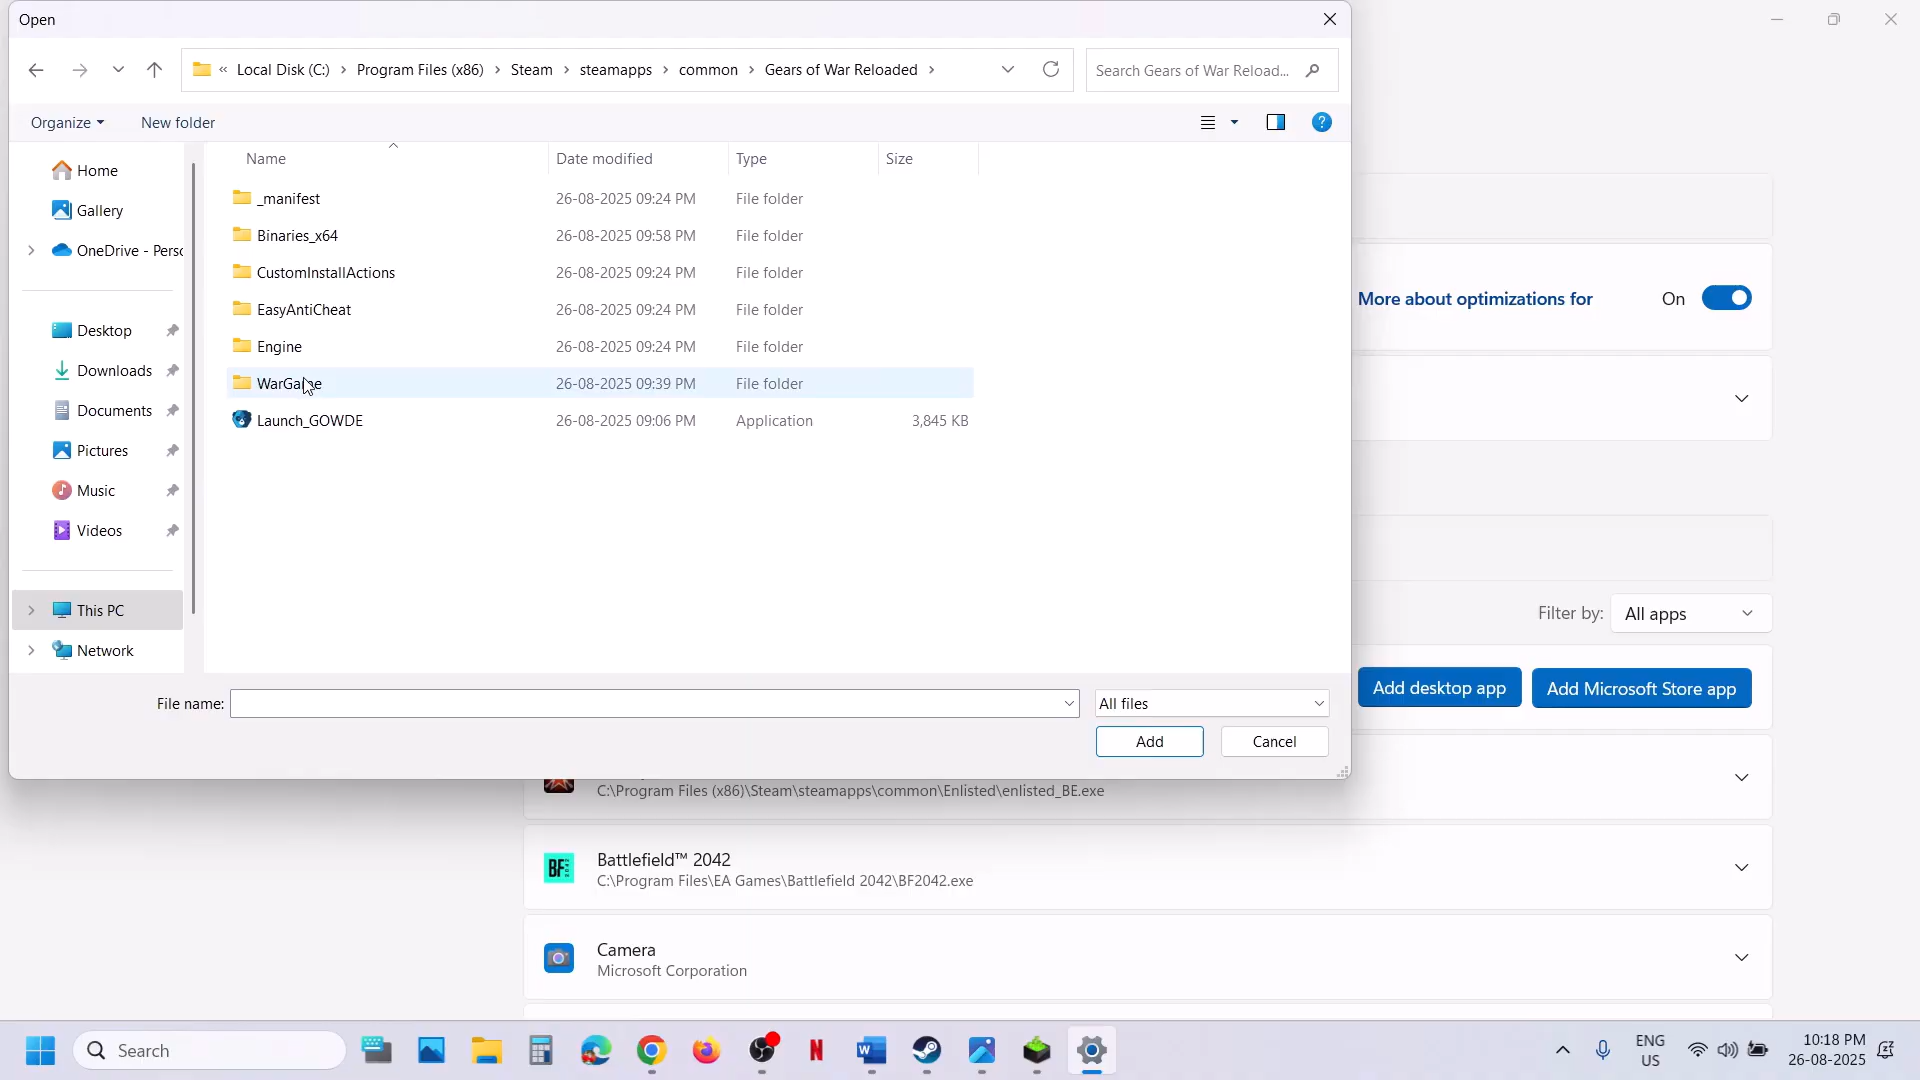 Open
« Local Disk (C:) › Program Files (x86) › Steam › steamapps › common › Gears of War Reloaded ›
Search Gears of War Reload...
Organize
New folder
Home
Gallery
OneDrive - Persc
Desktop
Downloads
Documents
Pictures
Music
Videos
This PC
Network
Name Date modified Type Size
_manifest 26-08-2025 09:24 PM File folder
Binaries_x64 26-08-2025 09:58 PM File folder
CustomInstallActions 26-08-2025 09:24 PM File folder
EasyAntiCheat 26-08-2025 09:24 PM File folder
Engine 26-08-2025 09:24 PM File folder
WarGame 26-08-2025 09:39 PM File folder
Launch_GOWDE 26-08-2025 09:06 PM Application 3,845 KB
File name:
All files
Add
Cancel
More about optimizations for
On
Filter by:
All apps
Add desktop app
Add Microsoft Store app
C:\Program Files (x86)\Steam\steamapps\common\Enlisted\enlisted_BE.exe
BF
Battlefield™ 2042
C:\Program Files\EA Games\Battlefield 2042\BF2042.exe
Camera
Microsoft Corporation
Search
ENG
US
10:18 PM
26-08-2025